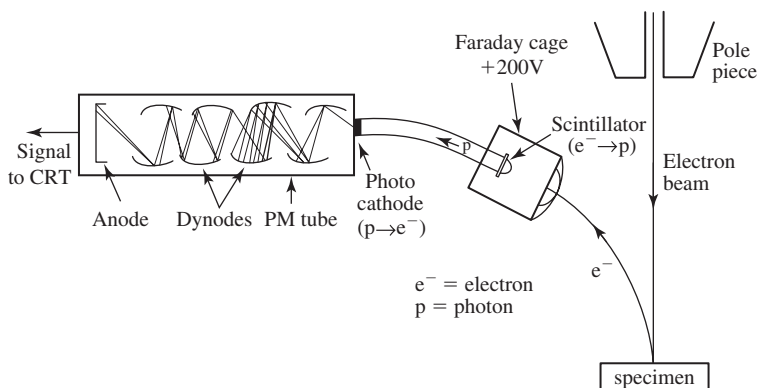 Faraday cage
+200V
Pole
piece
Scintillator
(e⁻→p)
p
Signal
to CRT
Anode
Dynodes
PM tube
Photo
cathode
(p→e⁻)
Electron
beam
e⁻
e⁻ = electron
p = photon
specimen